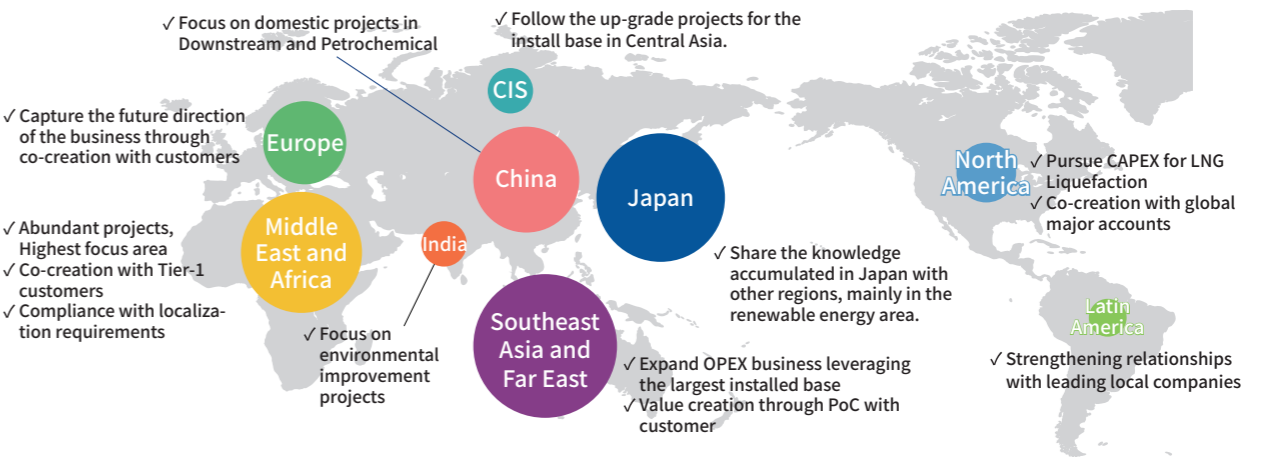 ✓ Focus on domestic projects in
Downstream and Petrochemical
✓ Follow the up-grade projects for the
install base in Central Asia.
CIS
✓ Capture the future direction
of the business through
co-creation with customers
Europe
China
Japan
North
America
✓ Pursue CAPEX for LNG
Liquefaction
✓ Co-creation with global
major accounts
✓ Abundant projects,
Highest focus area
✓ Co-creation with Tier-1
customers
✓ Compliance with localiza-
tion requirements
Middle
East and
Africa
India
✓ Focus on
environmental
improvement
projects
✓ Share the knowledge
accumulated in Japan with
other regions, mainly in the
renewable energy area.
Southeast
Asia and
Far East
✓ Expand OPEX business leveraging
the largest installed base
✓ Value creation through PoC with
customer
Latin
America
✓ Strengthening relationships
with leading local companies